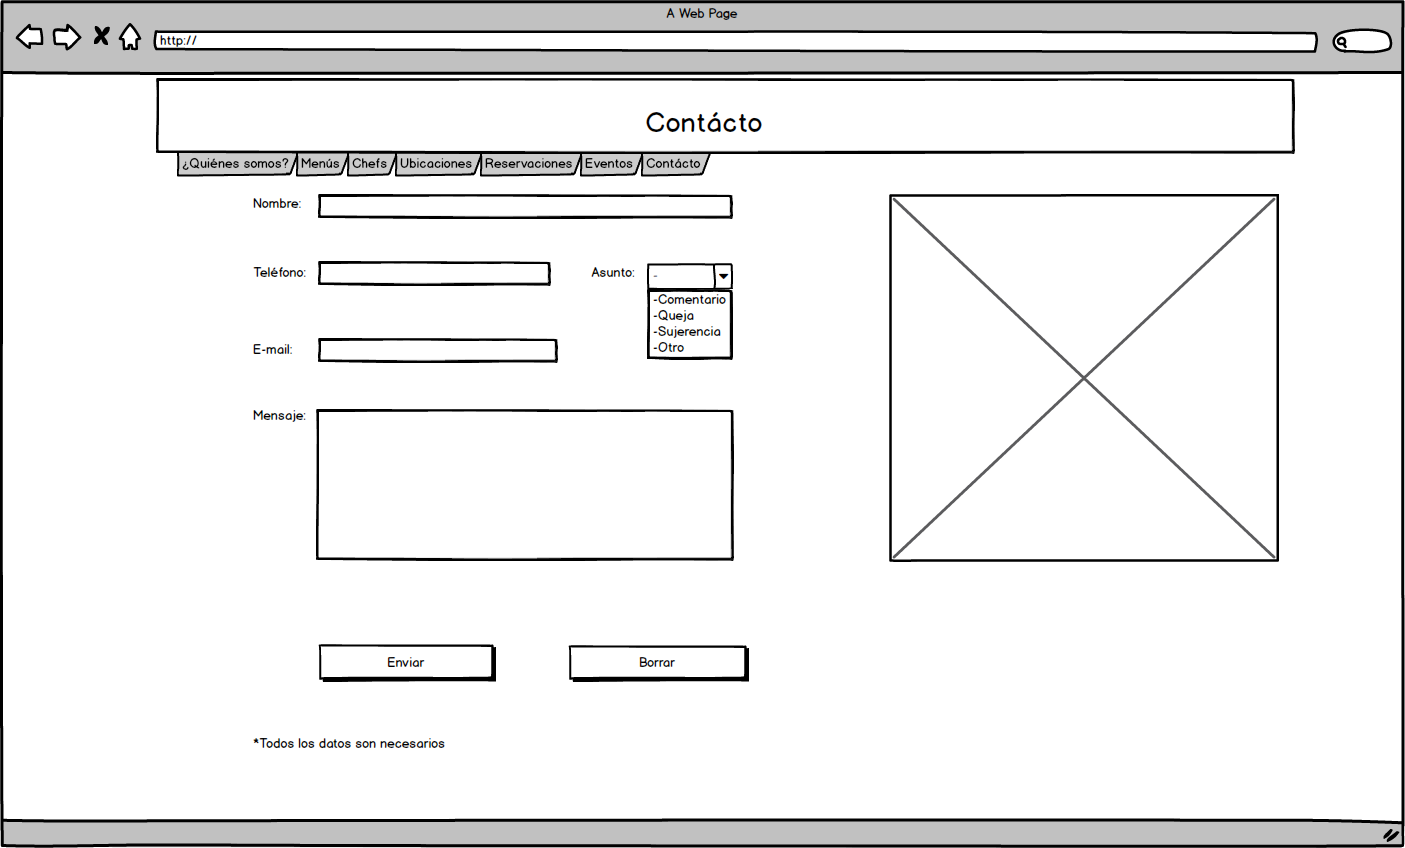 A Web Page
http://
Contácto
¿Quiénes somos? Menús Chefs Ubicaciones Reservaciones Eventos Contácto
Nombre:
Teléfono:
Asunto: -
-Comentario
-Queja
-Sujerencia
-Otro
E-mail:
Mensaje:
Enviar Borrar
*Todos los datos son necesarios